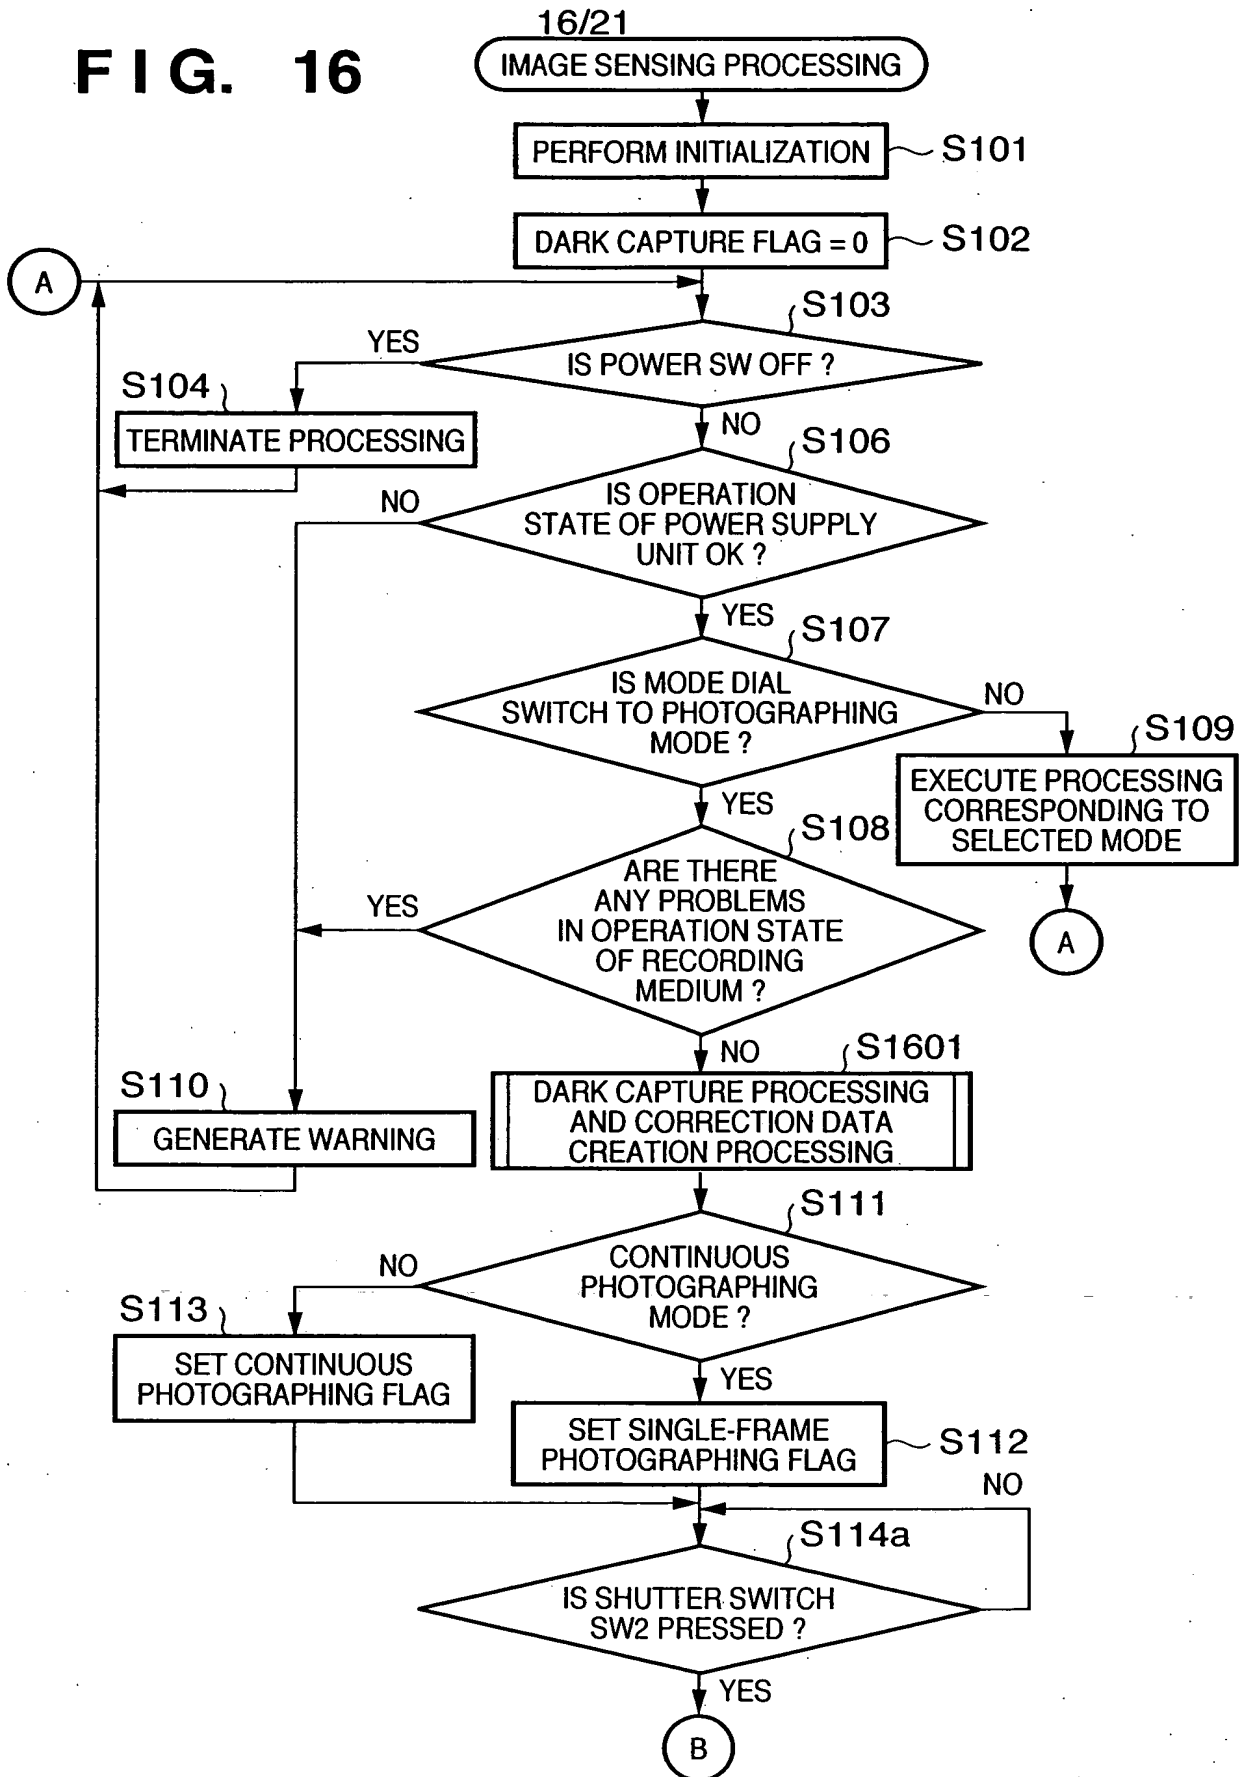 16/21
FIG. 16
IMAGE SENSING PROCESSING
PERFORM INITIALIZATION
S101
DARK CAPTURE FLAG = 0
S102
A
S103
YES
IS POWER SW OFF ?
S104
TERMINATE PROCESSING
NO
S106
NO
IS OPERATION
STATE OF POWER SUPPLY
UNIT OK ?
YES
S107
IS MODE DIAL
SWITCH TO PHOTOGRAPHING
MODE ?
NO
S109
EXECUTE PROCESSING
CORRESPONDING TO
SELECTED MODE
A
YES
S108
YES
ARE THERE
ANY PROBLEMS
IN OPERATION STATE
OF RECORDING
MEDIUM ?
NO
S1601
S110
GENERATE WARNING
DARK CAPTURE PROCESSING
AND CORRECTION DATA
CREATION PROCESSING
S111
NO
CONTINUOUS
PHOTOGRAPHING
MODE ?
S113
SET CONTINUOUS
PHOTOGRAPHING FLAG
YES
SET SINGLE-FRAME
PHOTOGRAPHING FLAG
S112
NO
S114a
IS SHUTTER SWITCH
SW2 PRESSED ?
YES
B